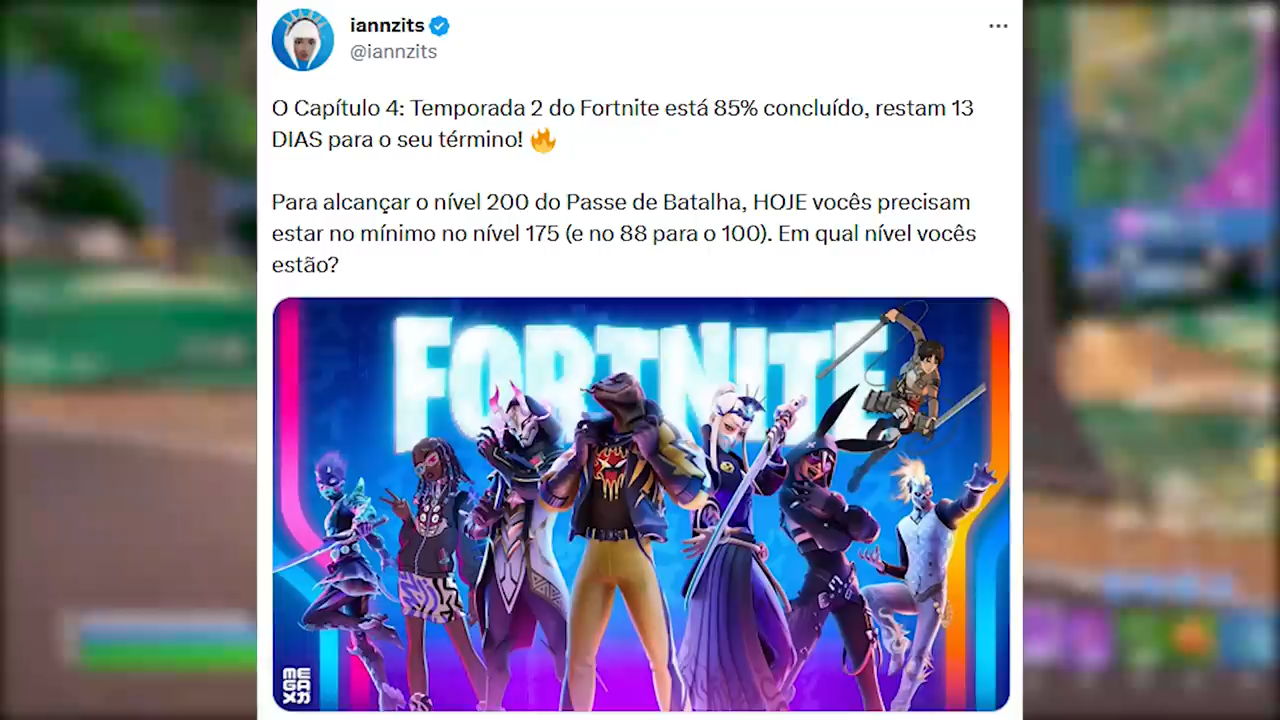 iannzits
@iannzits
O Capítulo 4: Temporada 2 do Fortnite está 85% concluído, restam 13
DIAS para o seu término! 🔥
Para alcançar o nível 200 do Passe de Batalha, HOJE vocês precisam
estar no mínimo no nível 175 (e no 88 para o 100). Em qual nível vocês
estão?
FORTNITE
MEGA